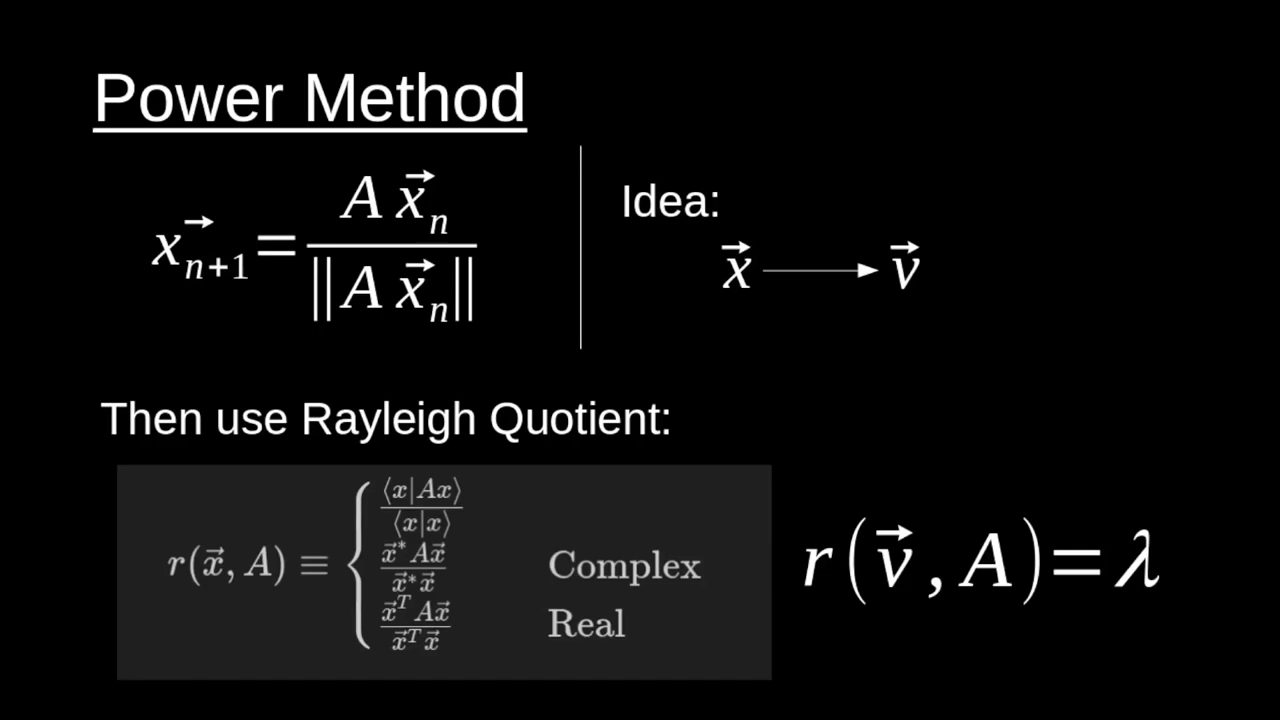 Power Method
x⃗_{n+1} = A x⃗_n / ||A x⃗_n||
Idea:
x⃗ ⟶ v⃗
Then use Rayleigh Quotient:
r(x⃗, A) ≡ {
⟨x|Ax⟩ / ⟨x|x⟩
x⃗* A x⃗ / x⃗* x⃗ Complex
x⃗^T A x⃗ / x⃗^T x⃗ Real
r(v⃗, A) = λ